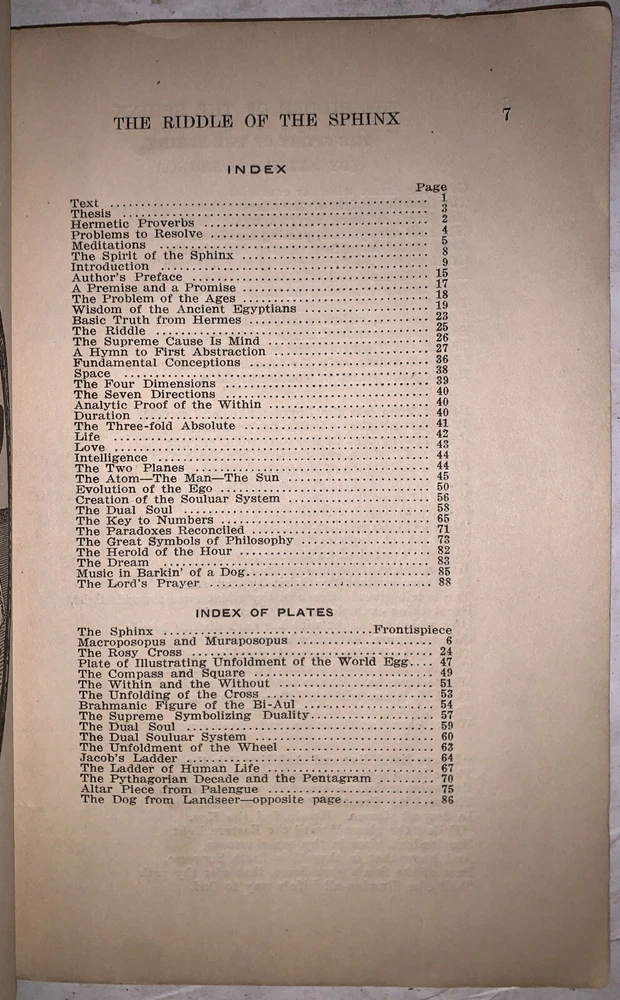 THE RIDDLE OF THE SPHINX 7
INDEX
Page
Text 1
Thesis 3
Hermetic Proverbs 2
Problems to Resolve 4
Meditations 5
The Spirit of the Sphinx 8
Introduction 9
Author's Preface 15
A Premise and a Promise 17
The Problem of the Ages 18
Wisdom of the Ancient Egyptians 19
Basic Truth from Hermes 23
The Riddle 25
The Supreme Cause Is Mind 26
A Hymn to First Abstraction 27
Fundamental Conceptions 36
Space 38
The Four Dimensions 39
The Seven Directions 40
Analytic Proof of the Within 40
Duration 40
The Three-fold Absolute 41
Life 42
Love 43
Intelligence 44
The Two Planes 44
The Atom—The Man—The Sun 45
Evolution of the Ego 50
Creation of the Souluar System 56
The Dual Soul 58
The Key to Numbers 65
The Paradoxes Reconciled 71
The Great Symbols of Philosophy 73
The Herold of the Hour 82
The Dream 83
Music in Barkin' of a Dog 85
The Lord's Prayer 88
INDEX OF PLATES
The Sphinx Frontispiece
Macroposopus and Muraposopus 6
The Rosy Cross 24
Plate of Illustrating Unfoldment of the World Egg 47
The Compass and Square 49
The Within and the Without 51
The Unfolding of the Cross 53
Brahmanic Figure of the Bi-Aul 54
The Supreme Symbolizing Duality 57
The Dual Soul 59
The Dual Souluar System 60
The Unfoldment of the Wheel 63
Jacob's Ladder 64
The Ladder of Human Life 67
The Pythagorian Decade and the Pentagram 70
Altar Piece from Palengue 75
The Dog from Landseer—opposite page 86